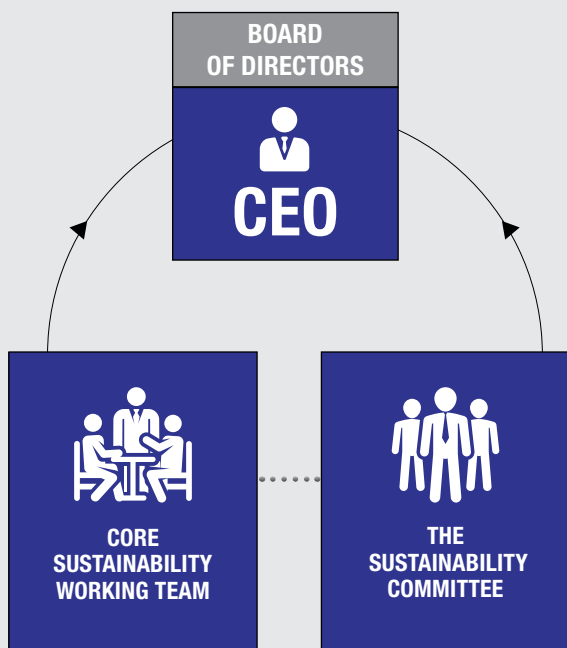 BOARD
OF DIRECTORS
CEO
CORE
SUSTAINABILITY
WORKING TEAM
THE
SUSTAINABILITY
COMMITTEE